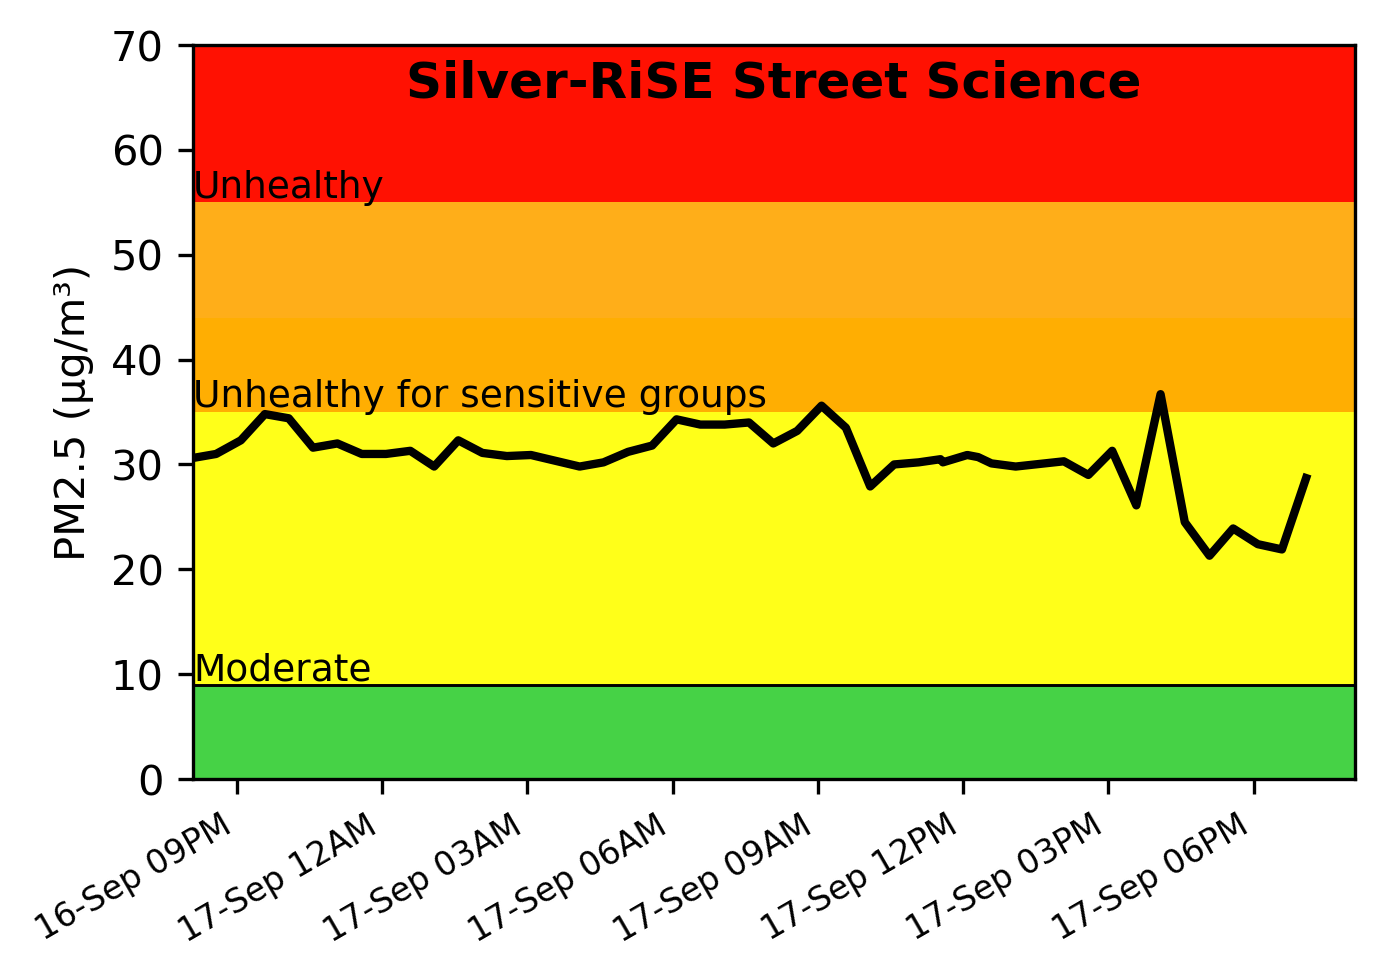 Silver-RiSE Street Science
70
60
50
40
30
20
10
0
PM2.5 (µg/m³)
Unhealthy
Unhealthy for sensitive groups
Moderate
16-Sep 09PM
17-Sep 12AM
17-Sep 03AM
17-Sep 06AM
17-Sep 09AM
17-Sep 12PM
17-Sep 03PM
17-Sep 06PM